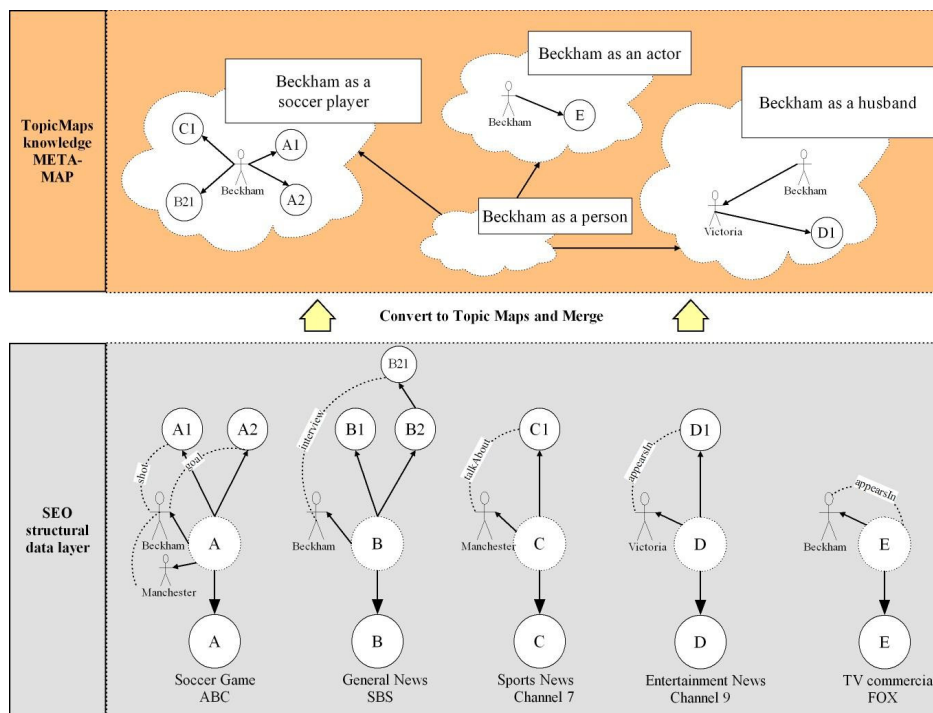 TopicMaps
knowledge
META-
MAP
Beckham as a
soccer player
C1
A1
Beckham
B21
A2
Beckham as an actor
Beckham
E
Beckham as a person
Beckham as a husband
Beckham
Victoria
D1
Convert to Topic Maps and Merge
SEO
structural
data layer
A1
A2
shot
goal
Beckham
Manchester
A
A
Soccer Game
ABC
B21
interview
B1
B2
Beckham
B
B
General News
SBS
C1
talkAbout
Manchester
C
C
Sports News
Channel 7
D1
appearsIn
Victoria
D
D
Entertainment News
Channel 9
appearsIn
Beckham
E
E
TV commercia
FOX